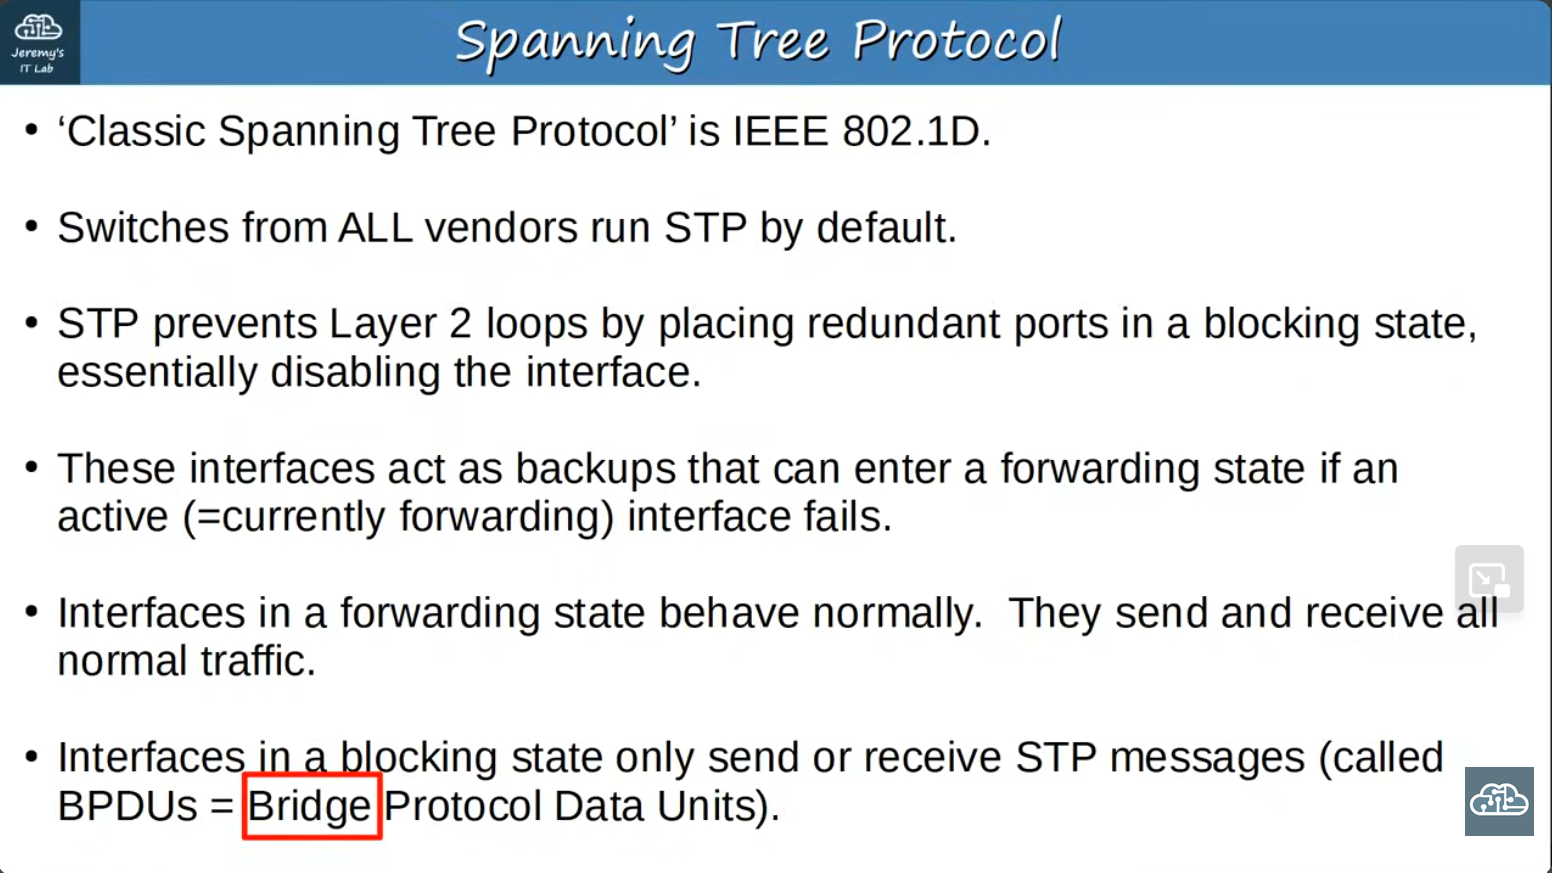 Jeremy's
IT Lab
Spanning Tree Protocol
• ‘Classic Spanning Tree Protocol’ is IEEE 802.1D.
• Switches from ALL vendors run STP by default.
• STP prevents Layer 2 loops by placing redundant ports in a blocking state,
essentially disabling the interface.
• These interfaces act as backups that can enter a forwarding state if an
active (=currently forwarding) interface fails.
• Interfaces in a forwarding state behave normally.  They send and receive all
normal traffic.
• Interfaces in a blocking state only send or receive STP messages (called
BPDUs = Bridge Protocol Data Units).